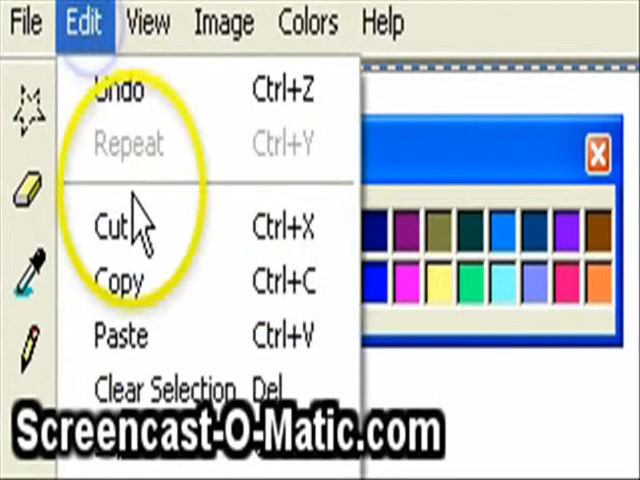 File Edit View Image Colors Help
Undo Ctrl+Z
Repeat Ctrl+Y
Cut Ctrl+X
Copy Ctrl+C
Paste Ctrl+V
Clear Selection Del
Screencast-O-Matic.com